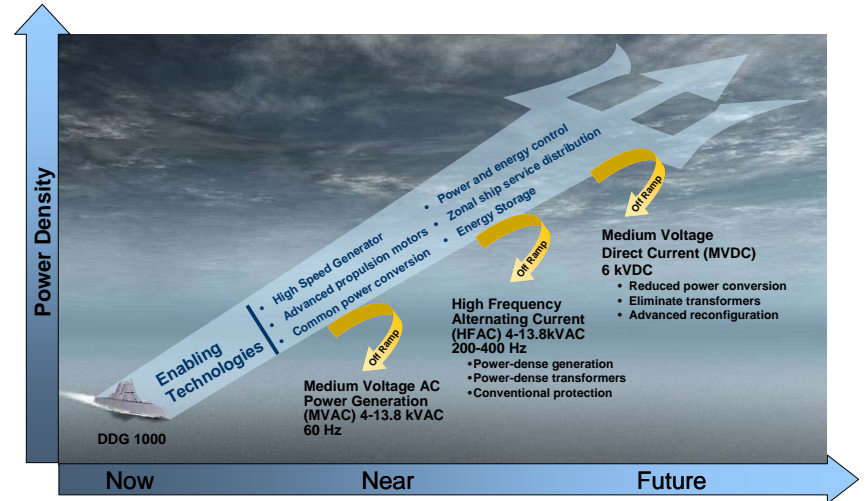 Power Density
Enabling
Technologies
• High Speed Generator
• Advanced propulsion motors
• Common power conversion
• Power and energy control
• Zonal ship service distribution
• Energy Storage
Off Ramp
Medium Voltage AC
Power Generation
(MVAC) 4-13.8 kVAC
60 Hz
Off Ramp
High Frequency
Alternating Current
(HFAC) 4-13.8kVAC
200-400 Hz
•Power-dense generation
•Power-dense transformers
•Conventional protection
Off Ramp
Medium Voltage
Direct Current (MVDC)
6 kVDC
• Reduced power conversion
• Eliminate transformers
• Advanced reconfiguration
DDG 1000
Now
Near
Future